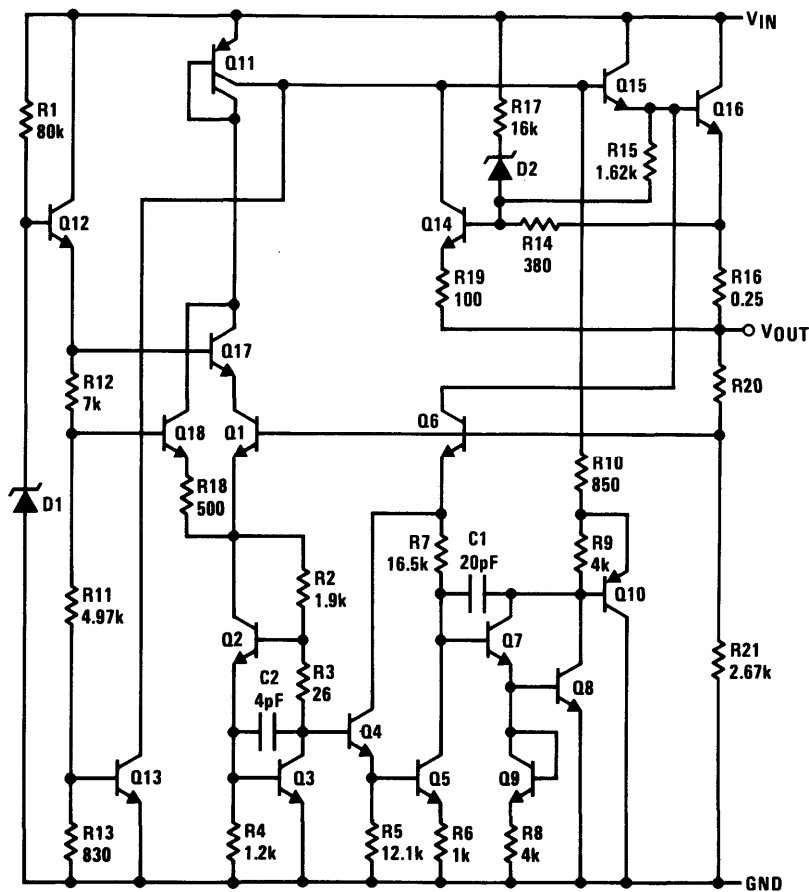 VIN
Q11
Q15
Q16
R1
80k
R17
16k
D2
R15
1.62k
Q12
Q14
R14
380
R19
100
R16
0.25
VOUT
Q17
R12
7k
R20
Q18
Q1
Q6
R10
850
D1
R18
500
R7
16.5k
C1
20pF
R9
4k
R2
1.9k
Q10
R11
4.97k
Q2
Q7
R3
26
R21
2.67k
C2
4pF
Q8
Q4
Q13
Q3
Q5
Q9
R13
830
R4
1.2k
R5
12.1k
R6
1k
R8
4k
GND